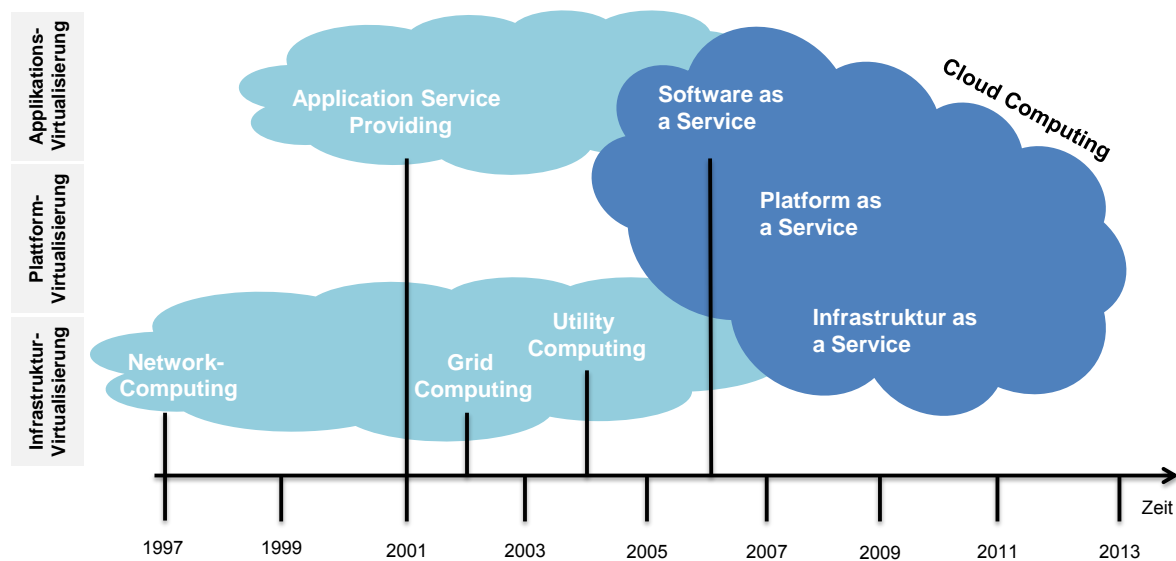 Applikations-
Virtualisierung
Plattform-
Virtualisierung
Infrastruktur-
Virtualisierung
Application Service
Providing
Software as
a Service
Cloud Computing
Platform as
a Service
Infrastruktur as
a Service
Utility
Computing
Network-
Computing
Grid
Computing
Zeit
1997
1999
2001
2003
2005
2007
2009
2011
2013